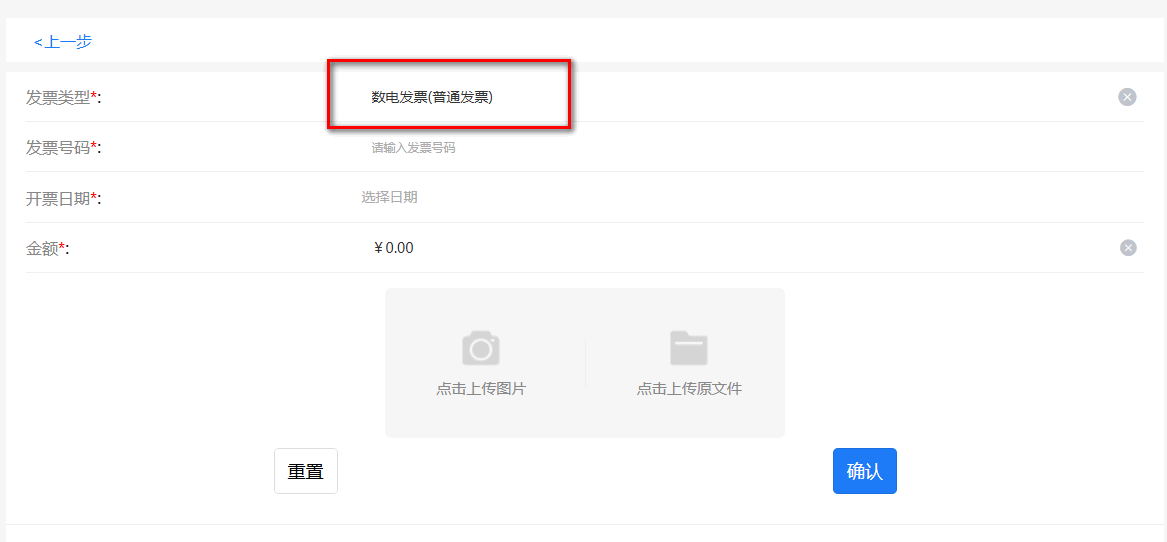 <上一步
发票类型*: 数电发票(普通发票)
发票号码*: 请输入发票号码
开票日期*: 选择日期
金额*: ￥0.00
点击上传图片 点击上传原文件
重置 确认